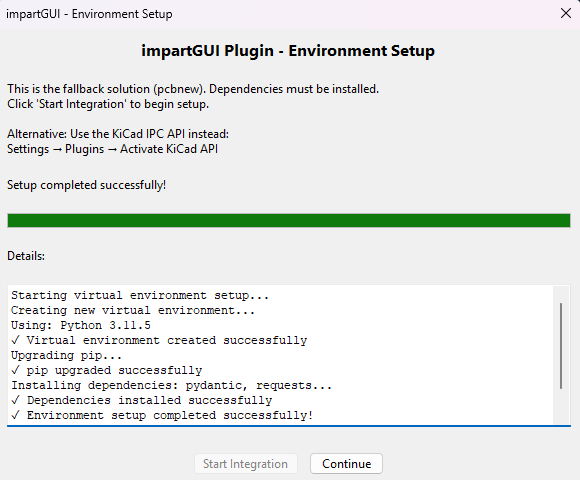 impartGUI - Environment Setup
impartGUI Plugin - Environment Setup
This is the fallback solution (pcbnew). Dependencies must be installed.
Click 'Start Integration' to begin setup.
Alternative: Use the KiCad IPC API instead:
Settings → Plugins → Activate KiCad API
Setup completed successfully!
Details:
Starting virtual environment setup...
Creating new virtual environment...
Using: Python 3.11.5
✓ Virtual environment created successfully
Upgrading pip...
✓ pip upgraded successfully
Installing dependencies: pydantic, requests...
✓ Dependencies installed successfully
✓ Environment setup completed successfully!
Start Integration
Continue